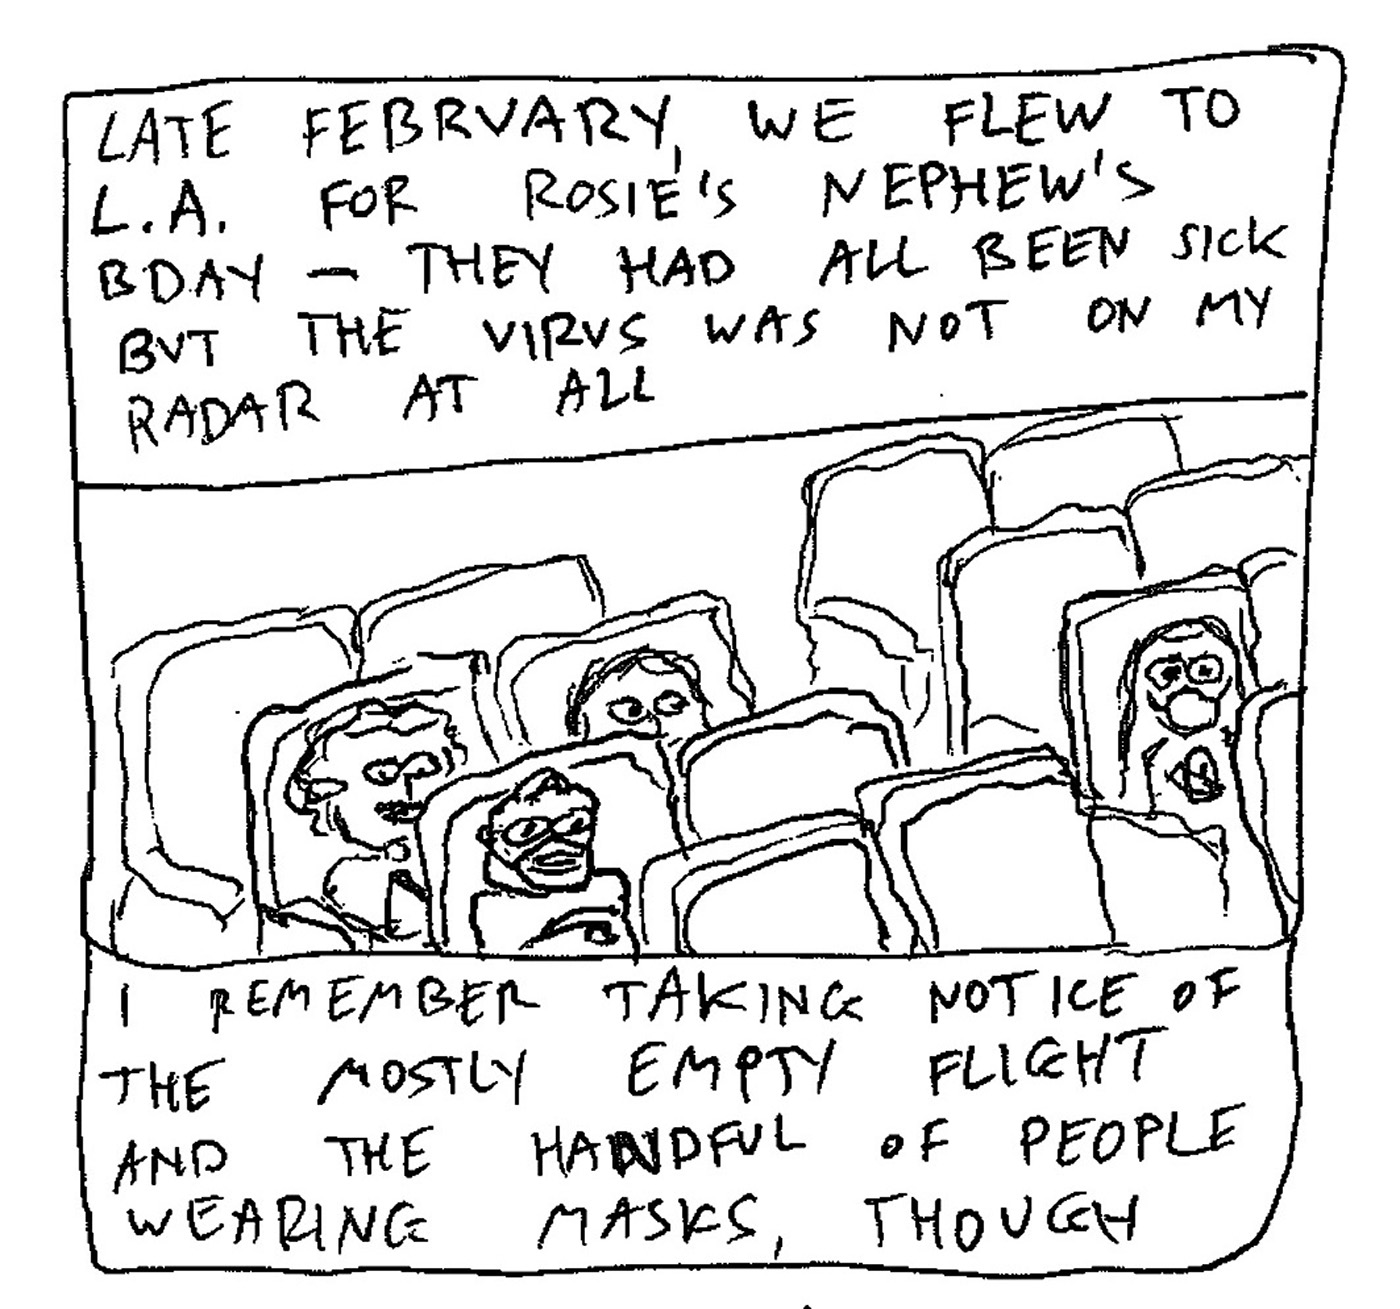 LATE FEBRUARY, WE FLEW TO
L.A. FOR ROSIE'S NEPHEW'S
BDAY — THEY HAD ALL BEEN SICK
BUT THE VIRUS WAS NOT ON MY
RADAR AT ALL
I REMEMBER TAKING NOTICE OF
THE MOSTLY EMPTY FLIGHT
AND THE HANDFUL OF PEOPLE
WEARING MASKS, THOUGH